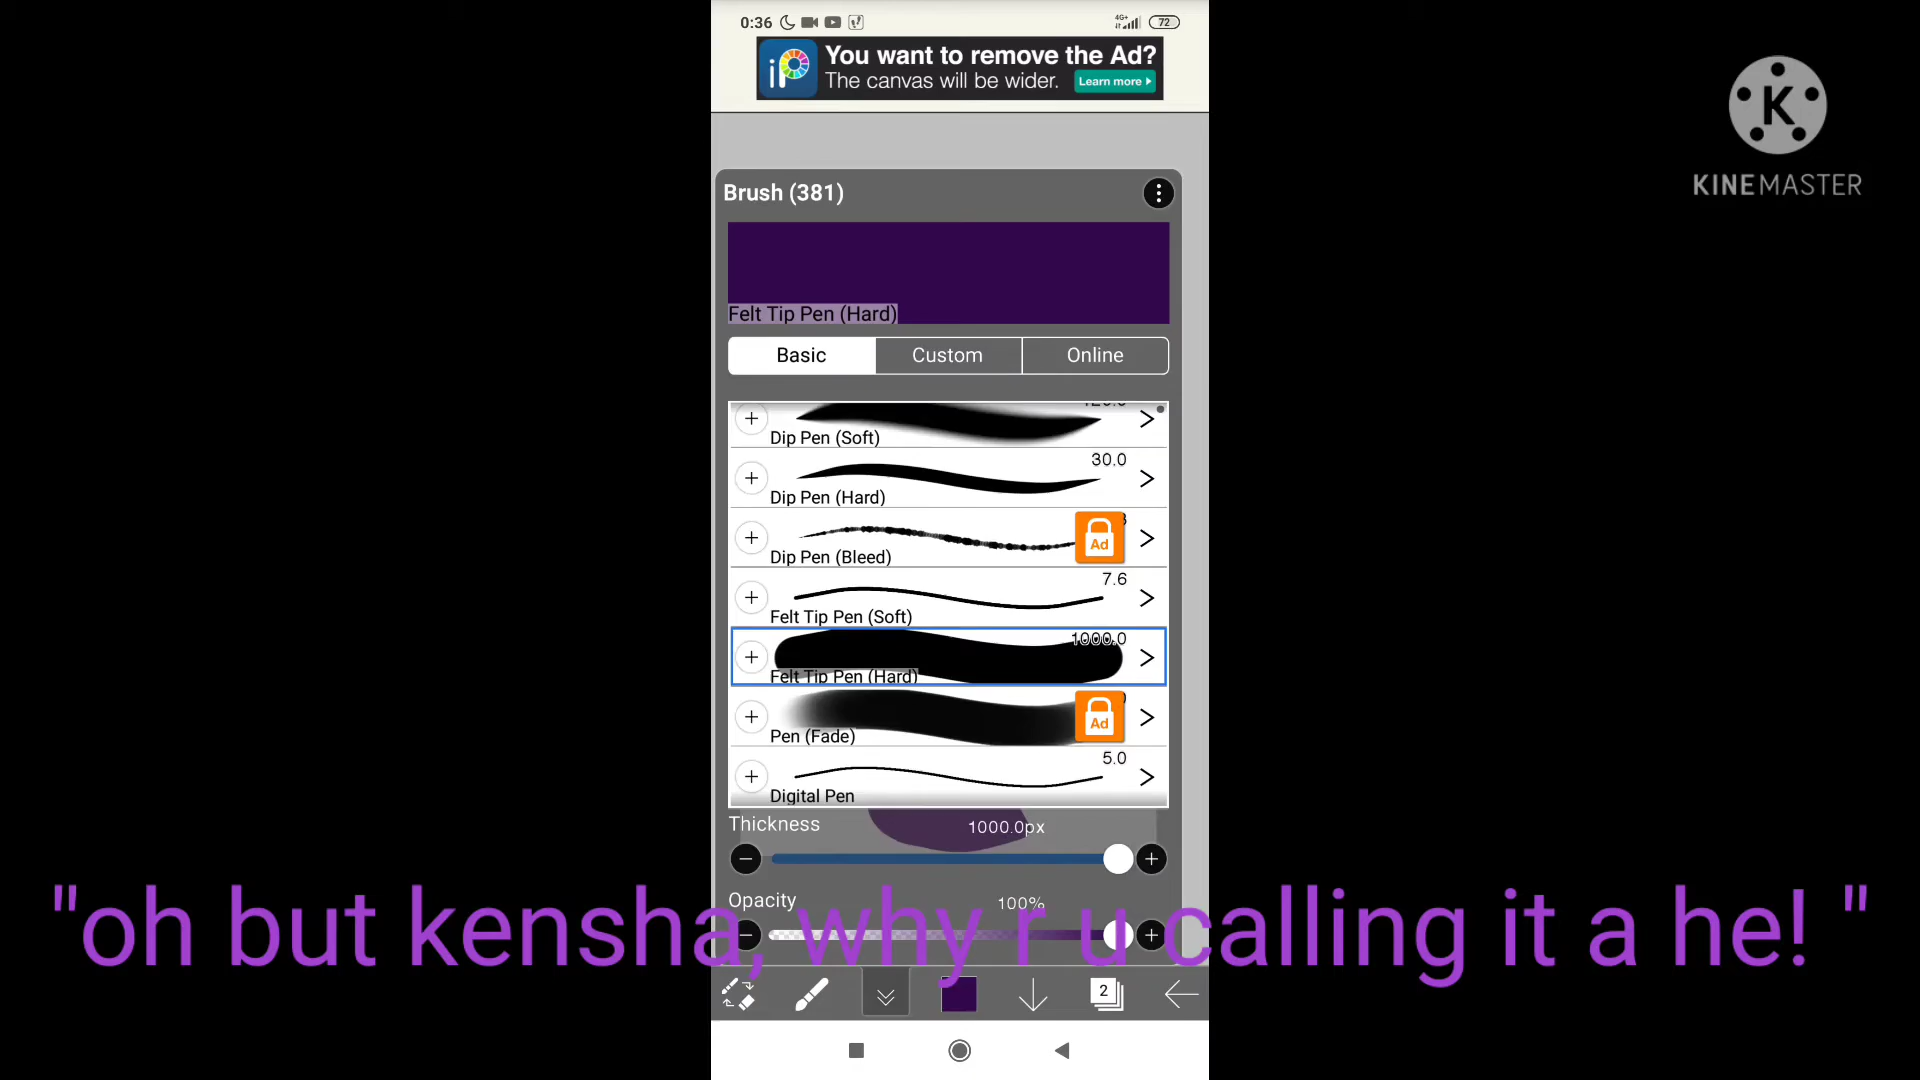 0:36
4G+
72
iP
You want to remove the Ad?
The canvas will be wider.
Learn more
K
KINEMASTER
Brush (381)
Felt Tip Pen (Hard)
Basic
Custom
Online
Dip Pen (Soft)
30.0
Dip Pen (Hard)
Ad
Dip Pen (Bleed)
7.6
Felt Tip Pen (Soft)
1000.0
Felt Tip Pen (Hard)
Ad
Pen (Fade)
5.0
Digital Pen
Thickness
1000.0px
Opacity
100%
"oh but kensha, why r u calling it a he! "
2